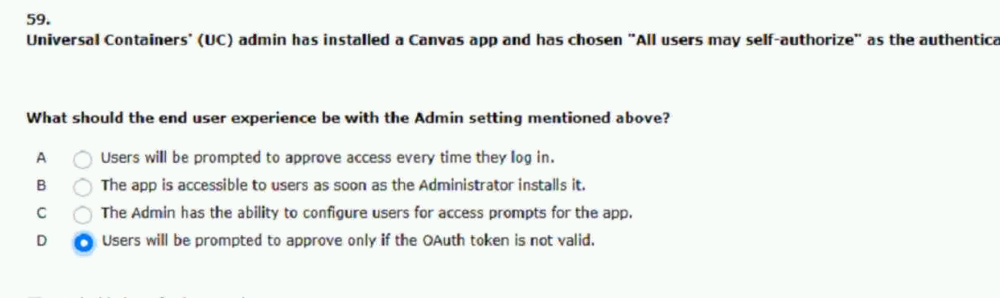 59.
Universal Containers' (UC) admin has installed a Canvas app and has chosen "All users may self-authorize" as the
What should the end user experience be with the Admin setting mentioned above?
A Users will be prompted to approve access every time they log in.
B The app is accessible to users as soon as the Administrator installs it.
C The Admin has the ability to configure users for access prompts for the app.
D Users will be prompted to approve only if the OAuth token is not valid.